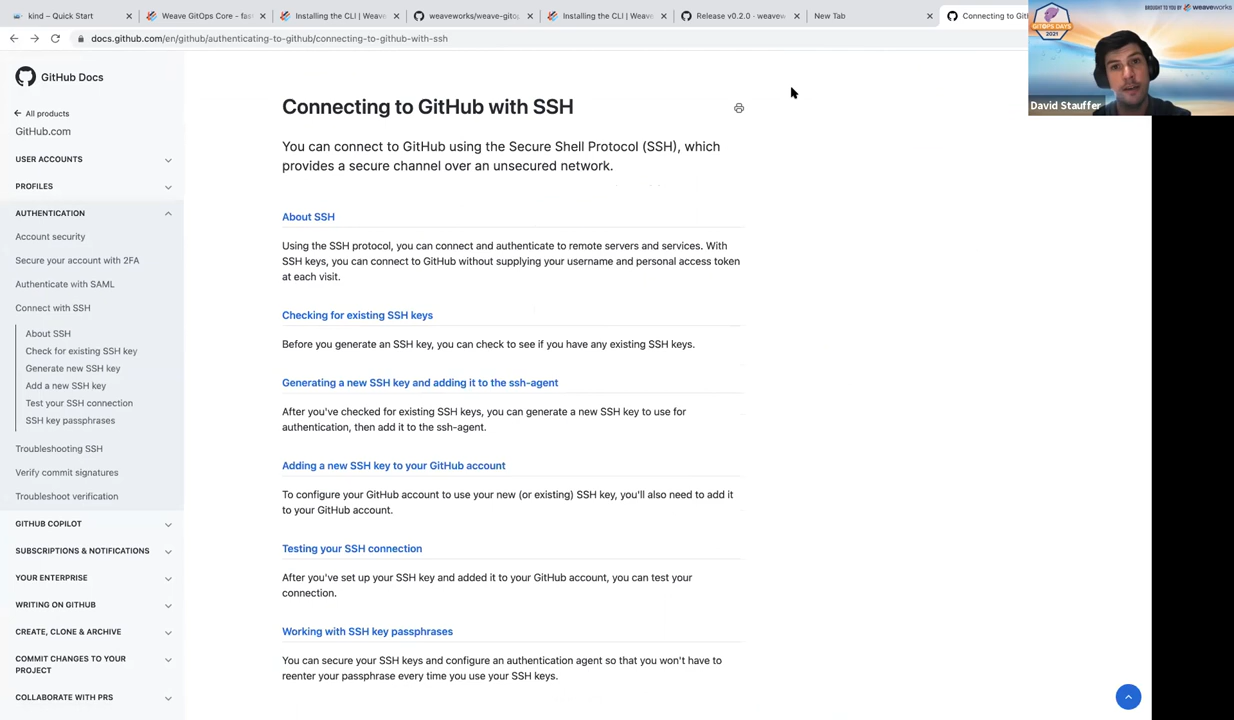 kind – Quick Start
Weave GitOps Core - fas
Installing the CLI | Weave
weaveworks/weave-gitop
Installing the CLI | Weave
Release v0.2.0 · weavew
New Tab
Connecting to Git
docs.github.com/en/github/authenticating-to-github/connecting-to-github-with-ssh
BROUGHT TO YOU BY weaveworks
GITOPS DAYS
2021
David Stauffer
GitHub Docs
All products
GitHub.com
USER ACCOUNTS
PROFILES
AUTHENTICATION
Account security
Secure your account with 2FA
Authenticate with SAML
Connect with SSH
About SSH
Check for existing SSH key
Generate new SSH key
Add a new SSH key
Test your SSH connection
SSH key passphrases
Troubleshooting SSH
Verify commit signatures
Troubleshoot verification
GITHUB COPILOT
SUBSCRIPTIONS & NOTIFICATIONS
YOUR ENTERPRISE
WRITING ON GITHUB
CREATE, CLONE & ARCHIVE
COMMIT CHANGES TO YOUR
PROJECT
COLLABORATE WITH PRS
Connecting to GitHub with SSH
You can connect to GitHub using the Secure Shell Protocol (SSH), which
provides a secure channel over an unsecured network.
About SSH
Using the SSH protocol, you can connect and authenticate to remote servers and services. With
SSH keys, you can connect to GitHub without supplying your username and personal access token
at each visit.
Checking for existing SSH keys
Before you generate an SSH key, you can check to see if you have any existing SSH keys.
Generating a new SSH key and adding it to the ssh-agent
After you've checked for existing SSH keys, you can generate a new SSH key to use for
authentication, then add it to the ssh-agent.
Adding a new SSH key to your GitHub account
To configure your GitHub account to use your new (or existing) SSH key, you'll also need to add it
to your GitHub account.
Testing your SSH connection
After you've set up your SSH key and added it to your GitHub account, you can test your
connection.
Working with SSH key passphrases
You can secure your SSH keys and configure an authentication agent so that you won't have to
reenter your passphrase every time you use your SSH keys.